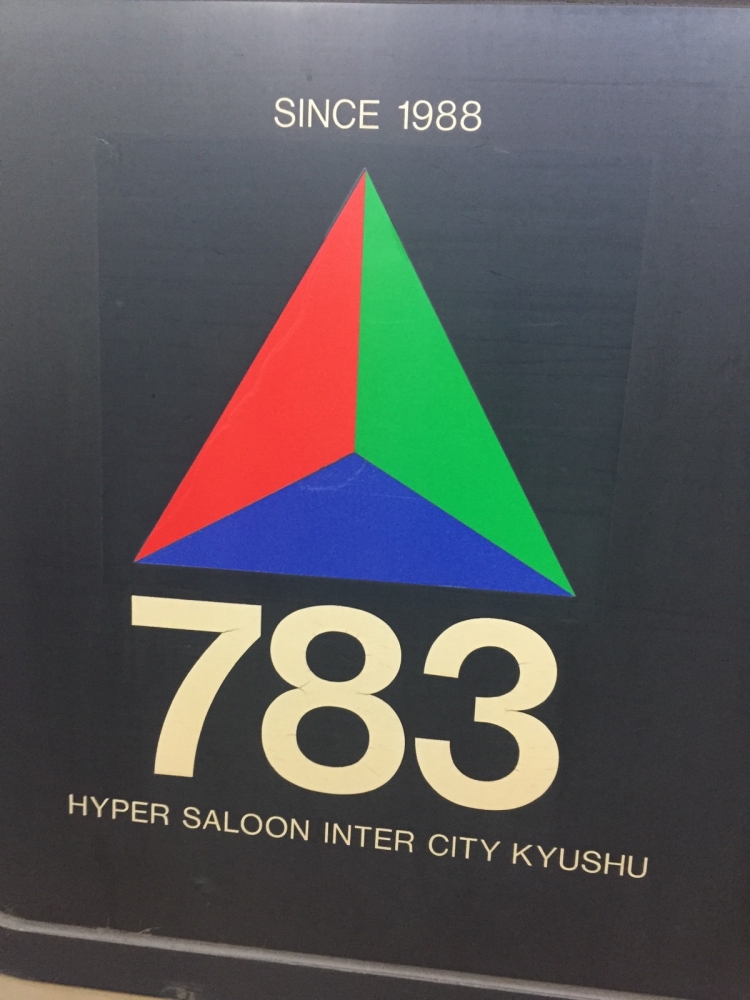 SINCE 1988
783
HYPER SALOON INTER CITY KYUSHU